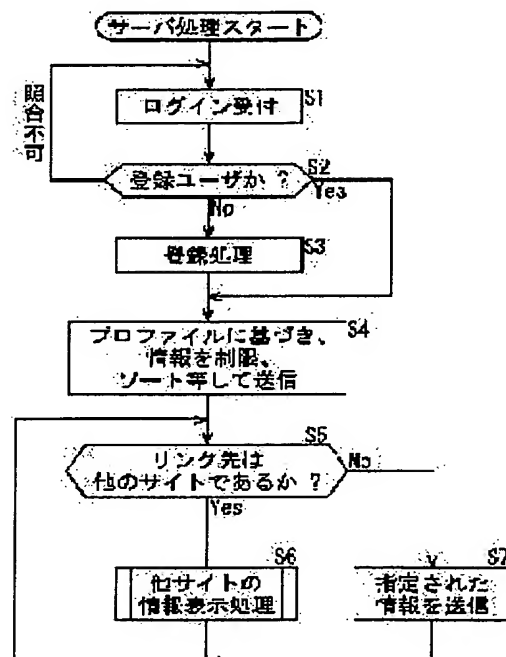 サーバ処理スタート
照合不可
ログイン受付
S1
登録ユーザか ?
S2
Yes
No
登録処理
S3
プロファイルに基づき、
情報を制限、
ソート等して送信
S4
リンク先は
他のサイトであるか ?
S5
No
Yes
他サイトの
情報表示処理
S6
指定された
情報を送信
S7